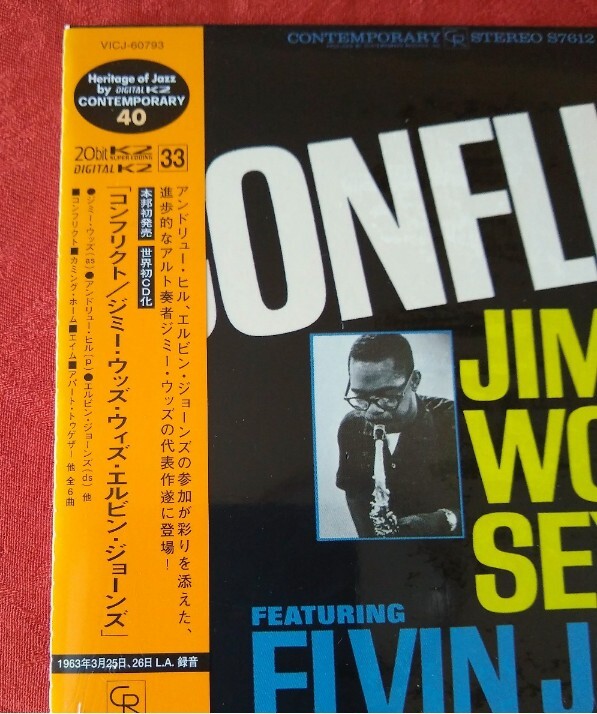 VICJ-60793
Heritage of Jazz
by DIGITAL K2
CONTEMPORARY
40
20bit K2
SUPER CODING
DIGITAL K2
33
アンドリュー・ヒル、エルビン・ジョーンズの参加が彩りを添えた、
進歩的なアルト奏者ジミー・ウッズの代表作遂に登場!
本邦初発売 世界初CD化
「コンフリクト/ジミー・ウッズ・ウィズ・エルビン・ジョーンズ」
●ジミー・ウッズ(as)●アンドリュー・ヒル(p)●エルビン・ジョーンズ(ds) 他
■コンフリクト■カミング・ホーム■エイム■アパート・トゥゲザー 他 全6曲
1963年3月25日、26日 L.A. 録音
CR
CONTEMPORARY CR STEREO S7612
CONFLI
JIM
WO
SE
FEATURING
ELVIN J